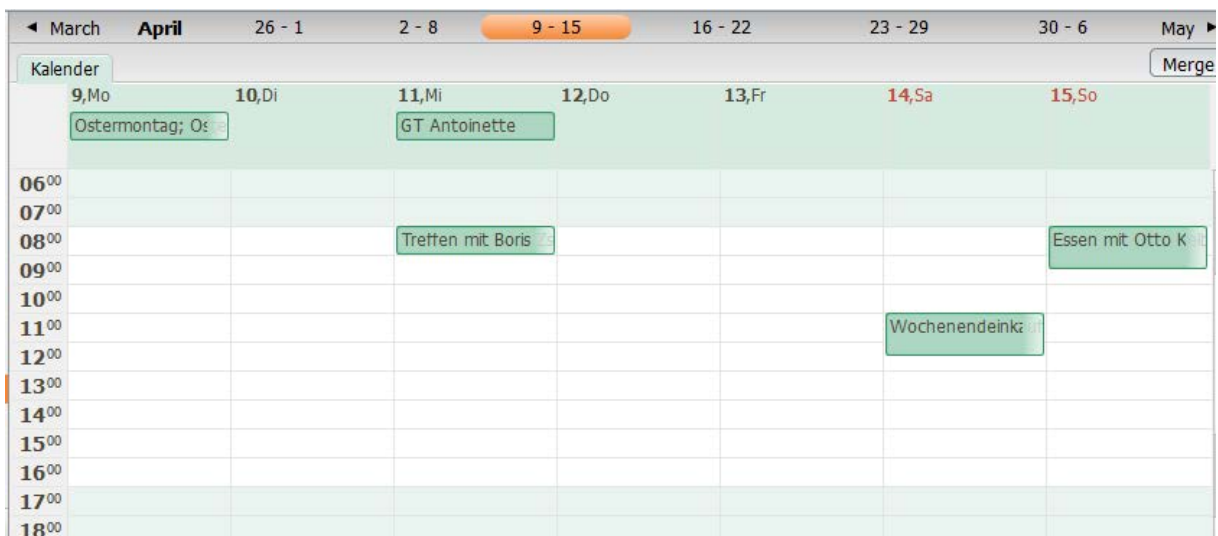 ◄ March April 26 - 1 2 - 8 9 - 15 16 - 22 23 - 29 30 - 6 May ►
Kalender Merge
9,Mo 10,Di 11,Mi 12,Do 13,Fr 14,Sa 15,So
Ostermontag; GT Antoinette
06⁰⁰
07⁰⁰
08⁰⁰ Treffen mit Boris Essen mit Otto
09⁰⁰
10⁰⁰
11⁰⁰ Wochenendeinkauf
12⁰⁰
13⁰⁰
14⁰⁰
15⁰⁰
16⁰⁰
17⁰⁰
18⁰⁰